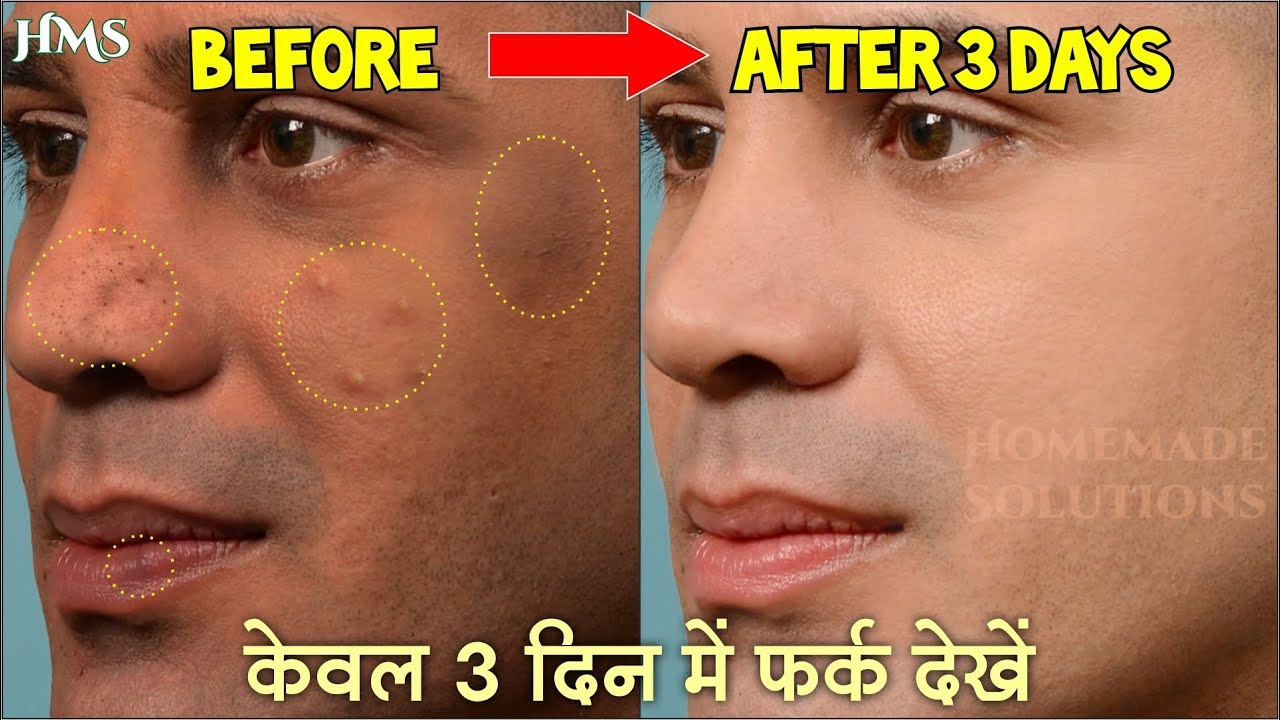 HMS
BEFORE
AFTER 3 DAYS
HOMEMADE
SOLUTIONS
केवल 3 दिन में फर्क देखें